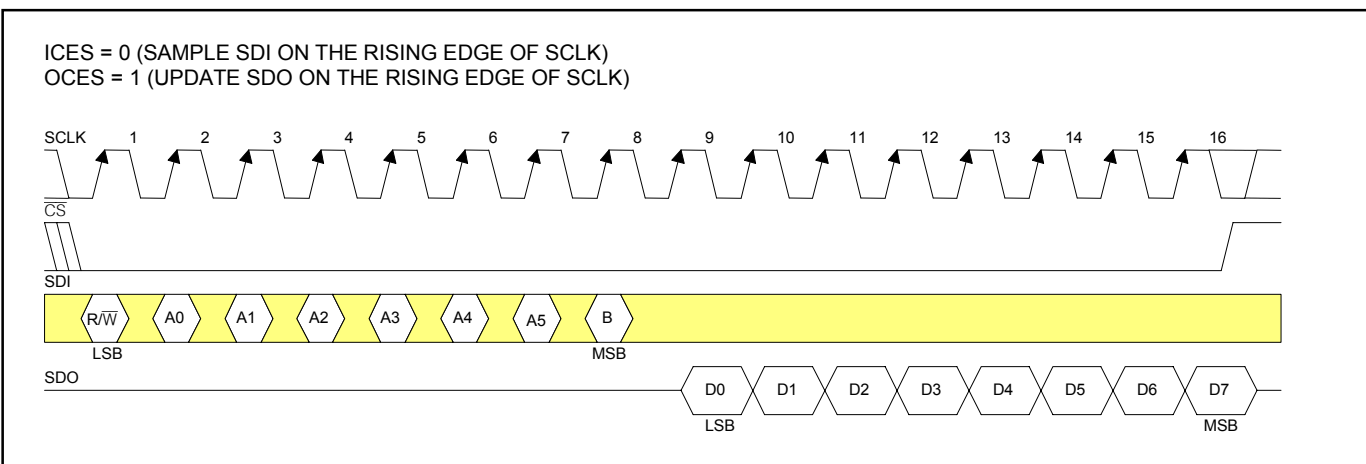 ICES = 0 (SAMPLE SDI ON THE RISING EDGE OF SCLK)
OCES = 1 (UPDATE SDO ON THE RISING EDGE OF SCLK)
SCLK 1 2 3 4 5 6 7 8 9 10 11 12 13 14 15 16
C̅S̅
SDI
R/W̅ A0 A1 A2 A3 A4 A5 B
LSB MSB
SDO
D0 D1 D2 D3 D4 D5 D6 D7
LSB MSB